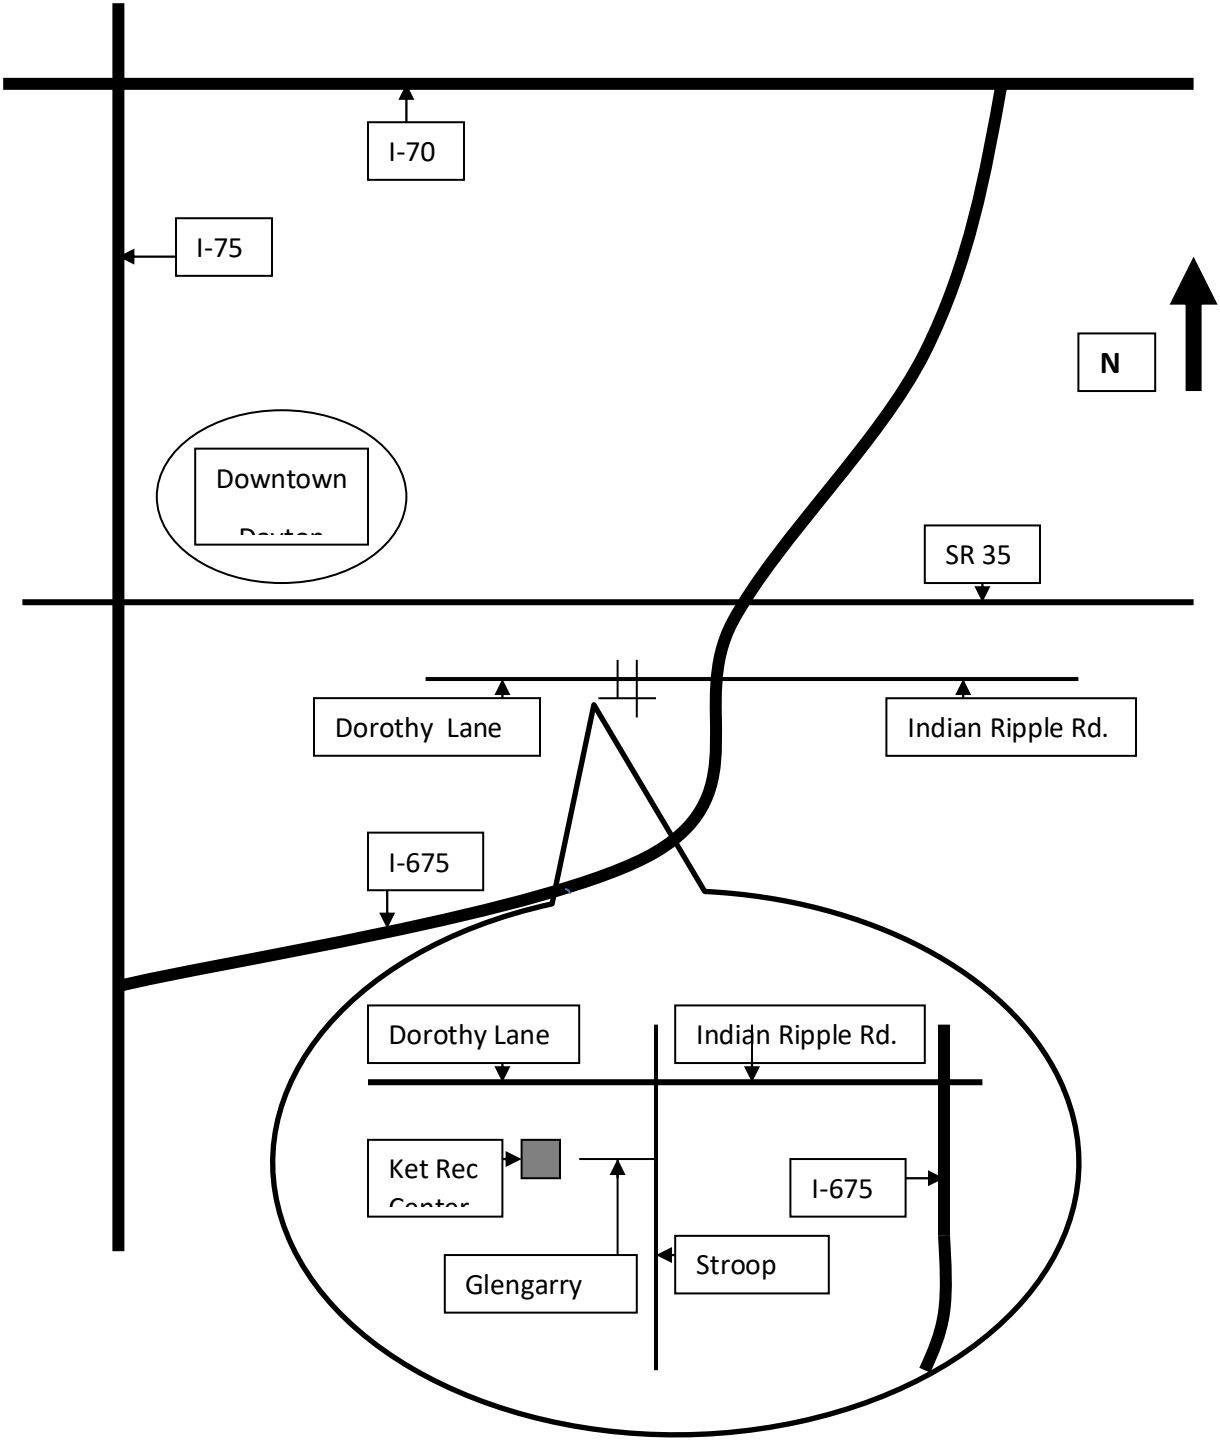 I-70
I-75
N
Downtown
SR 35
Dorothy Lane
Indian Ripple Rd.
I-675
Dorothy Lane
Indian Ripple Rd.
Ket Rec
I-675
Stroop
Glengarry